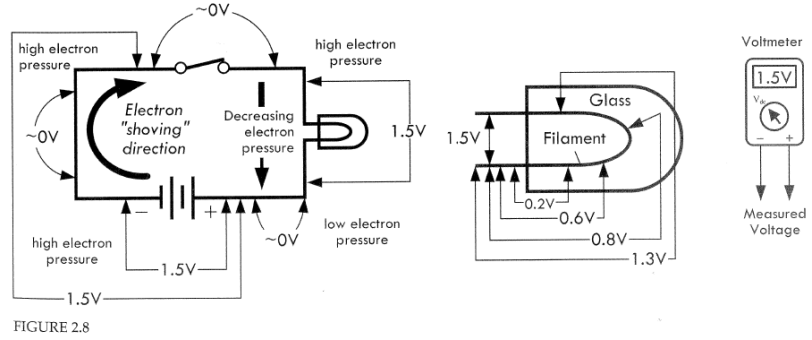 ~0V
high electron
pressure
high electron
pressure
~0V
Electron
"shoving"
direction
Decreasing
electron
pressure
1.5V
− +
high electron
pressure
~0V
low electron
pressure
1.5V
1.5V
FIGURE 2.8
Glass
1.5V
Filament
0.2V
0.6V
0.8V
1.3V
Voltmeter
1.5V
Vdc
− +
Measured
Voltage